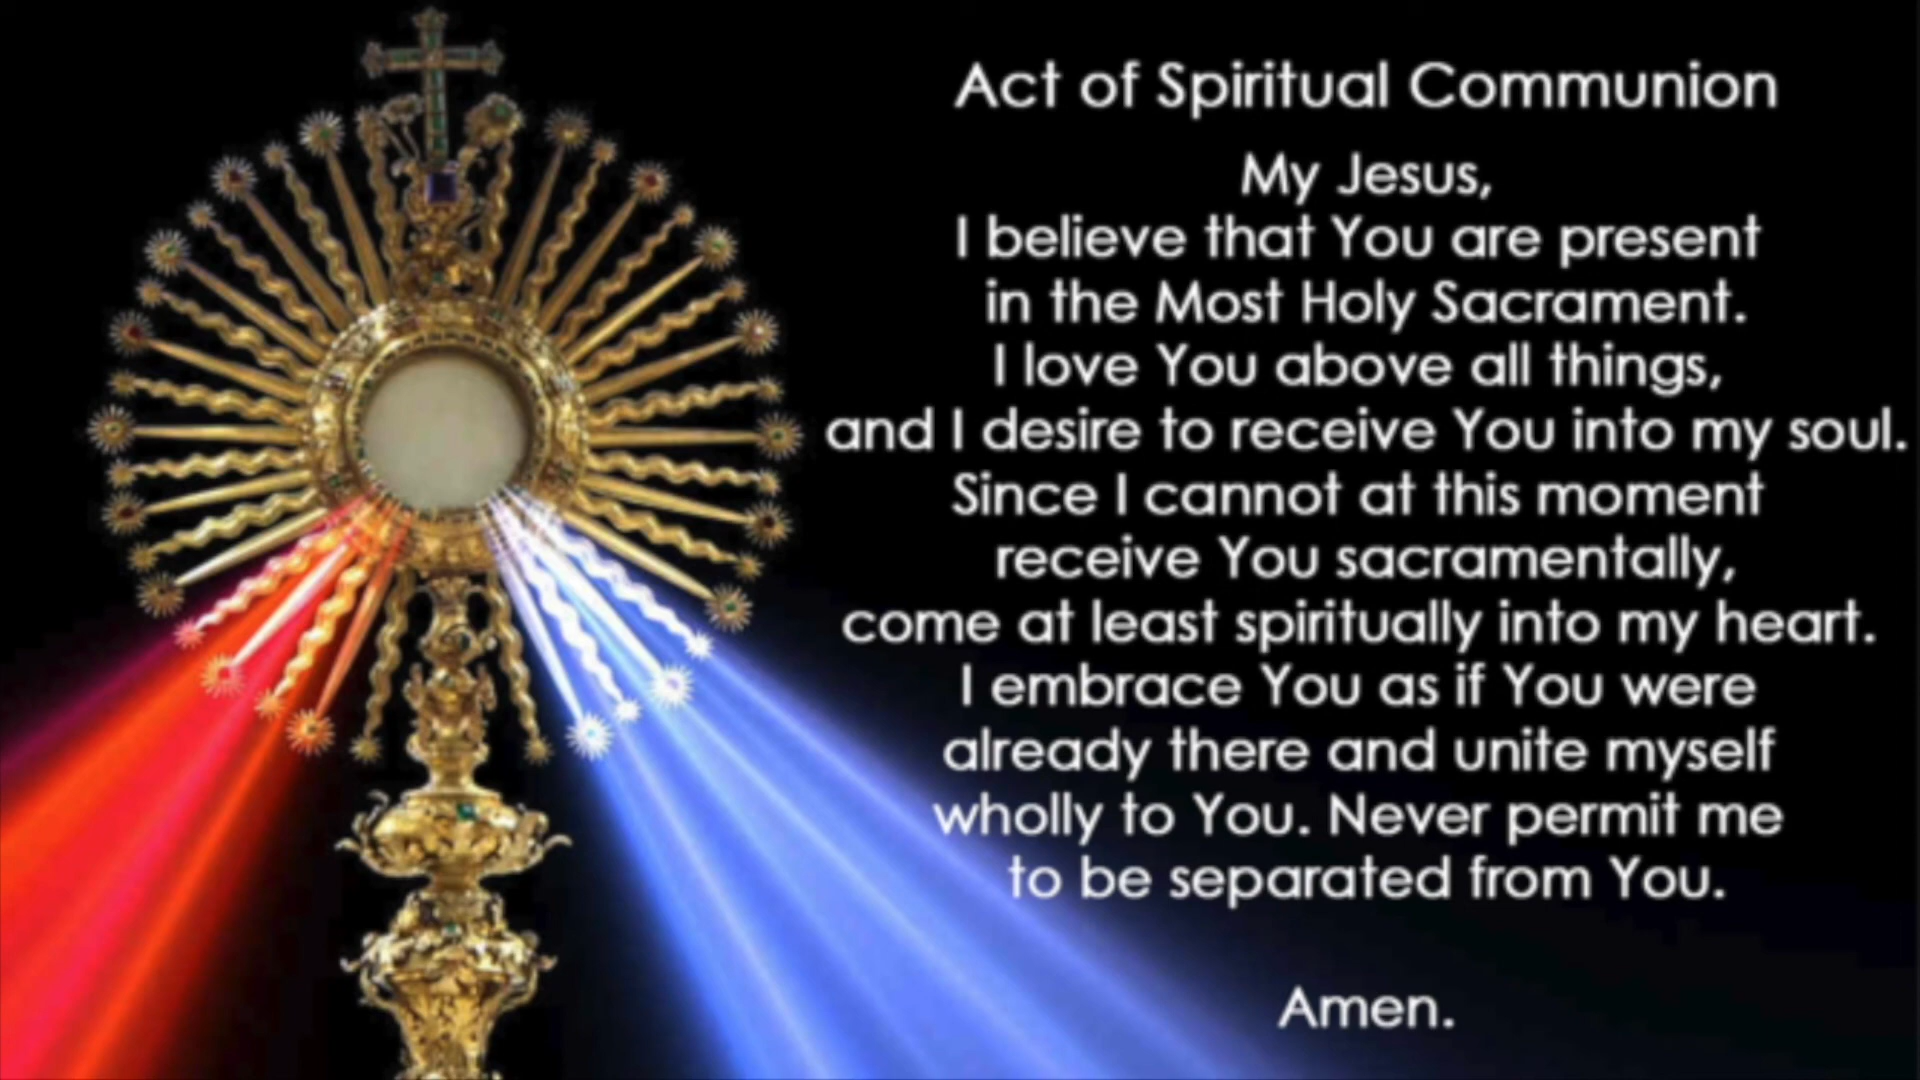 Act of Spiritual Communion
My Jesus,
I believe that You are present
in the Most Holy Sacrament.
I love You above all things,
and I desire to receive You into my soul.
Since I cannot at this moment
receive You sacramentally,
come at least spiritually into my heart.
I embrace You as if You were
already there and unite myself
wholly to You. Never permit me
to be separated from You.
Amen.